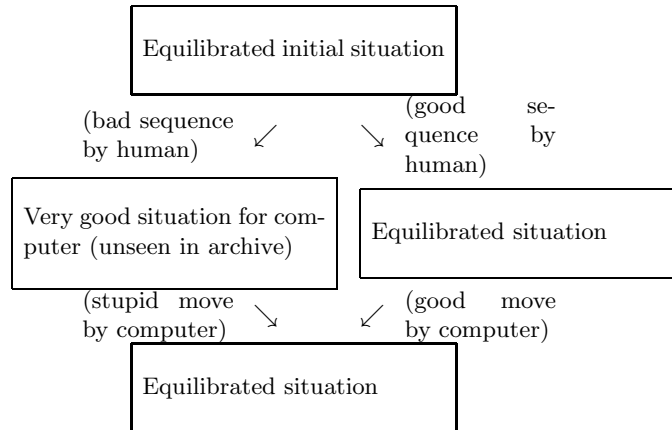 Equilibrated initial situation
(bad sequence
by human)
(good se-
quence by
human)
Very good situation for com-
puter (unseen in archive)
Equilibrated situation
(stupid move
by computer)
(good move
by computer)
Equilibrated situation